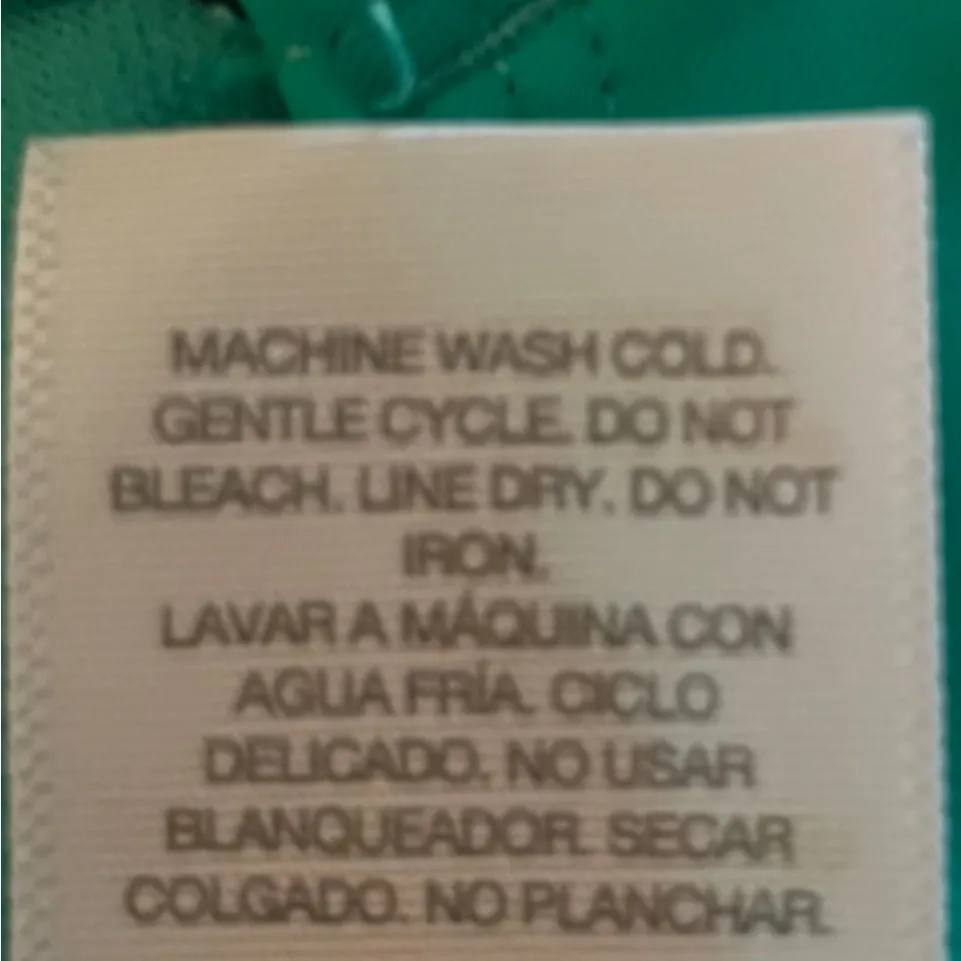 MACHINE WASH COLD.
GENTLE CYCLE. DO NOT
BLEACH. LINE DRY. DO NOT
IRON.
LAVAR A MÁQUINA CON
AGUA FRÍA. CICLO
DELICADO. NO USAR
BLANQUEADOR. SECAR
COLGADO. NO PLANCHAR.